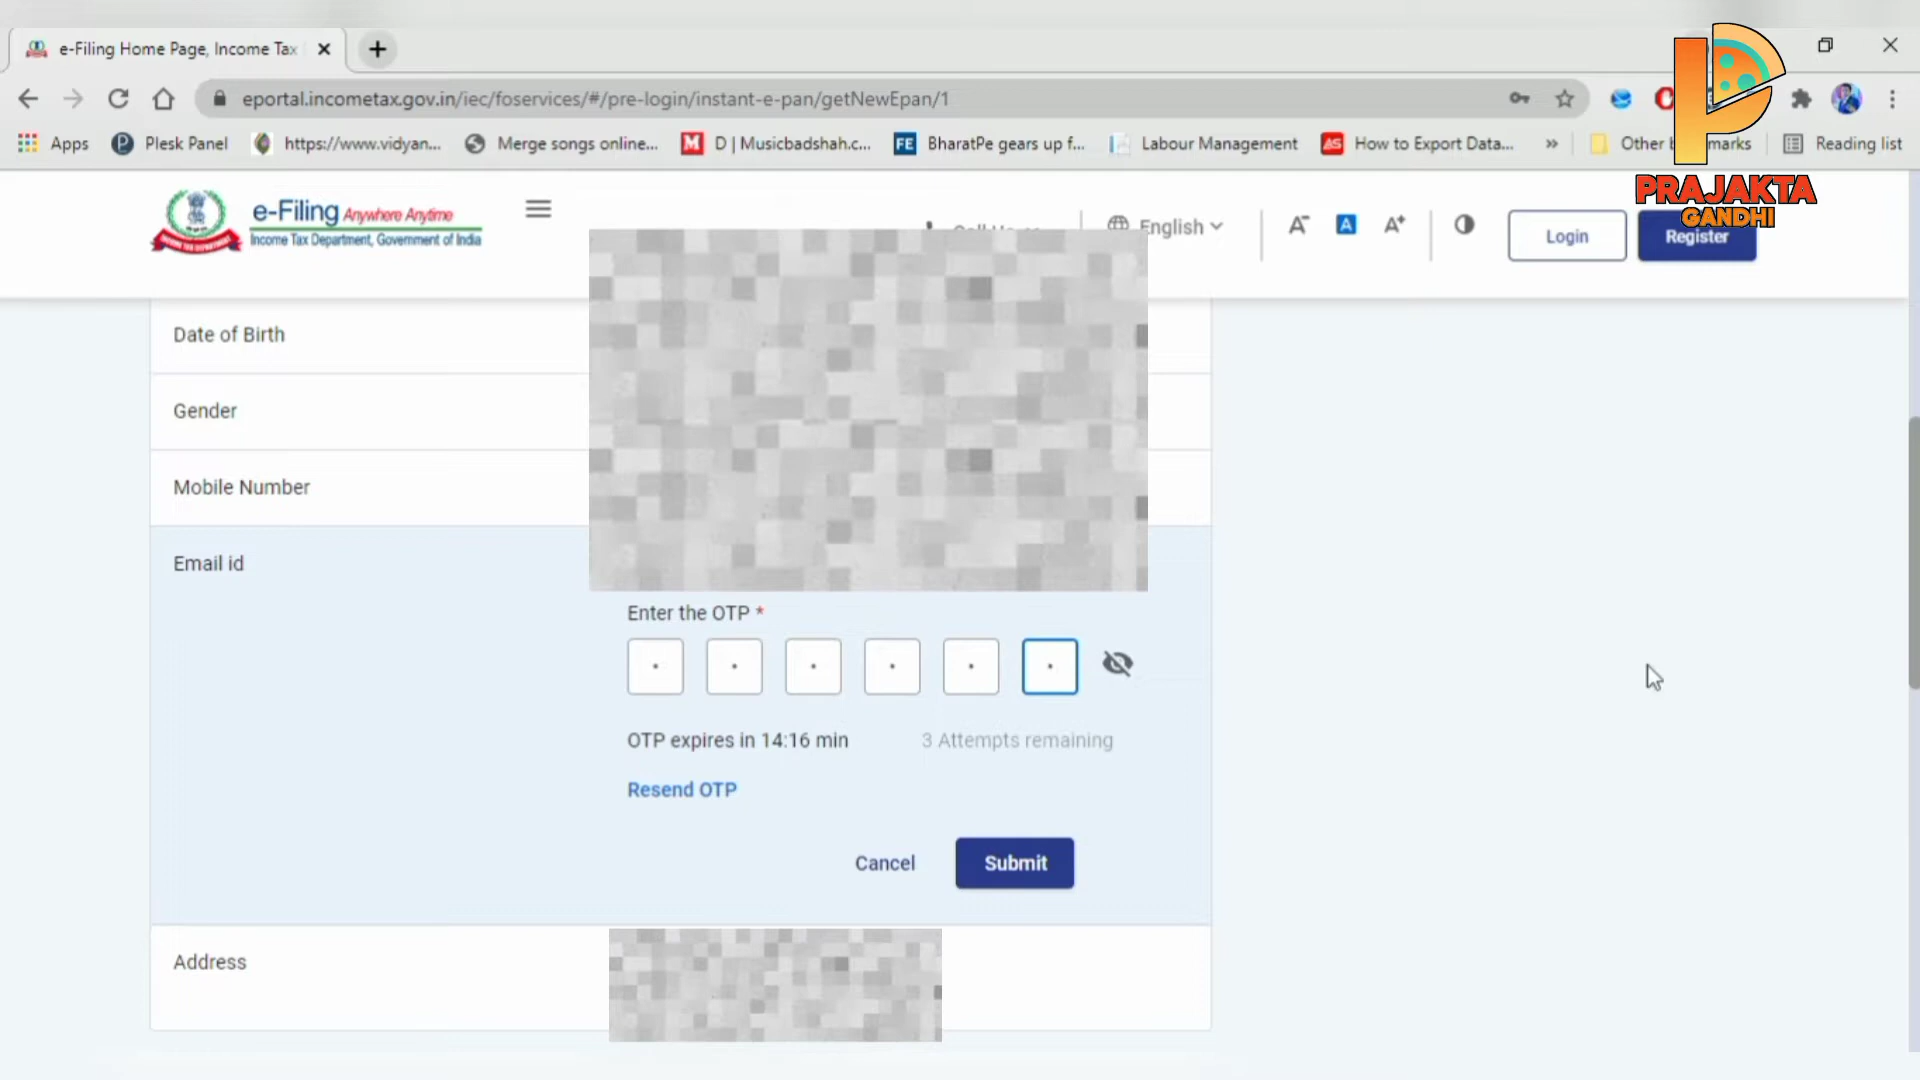 e-Filing Home Page, Income Tax
eportal.incometax.gov.in/iec/foservices/#/pre-login/instant-e-pan/getNewEpan/1
Apps
Plesk Panel
https://www.vidyan...
Merge songs online...
D | Musicbadshah.c...
FE
BharatPe gears up f...
Labour Management
AS
How to Export Data...
»
Reading list
PRAJAKTA
GANDHI
e-Filing Anywhere Anytime
Income Tax Department, Government of India
English
A-
A
A+
Login
Register
Date of Birth
Gender
Mobile Number
Email id
Enter the OTP *
OTP expires in 14:16 min
3 Attempts remaining
Resend OTP
Cancel
Submit
Address